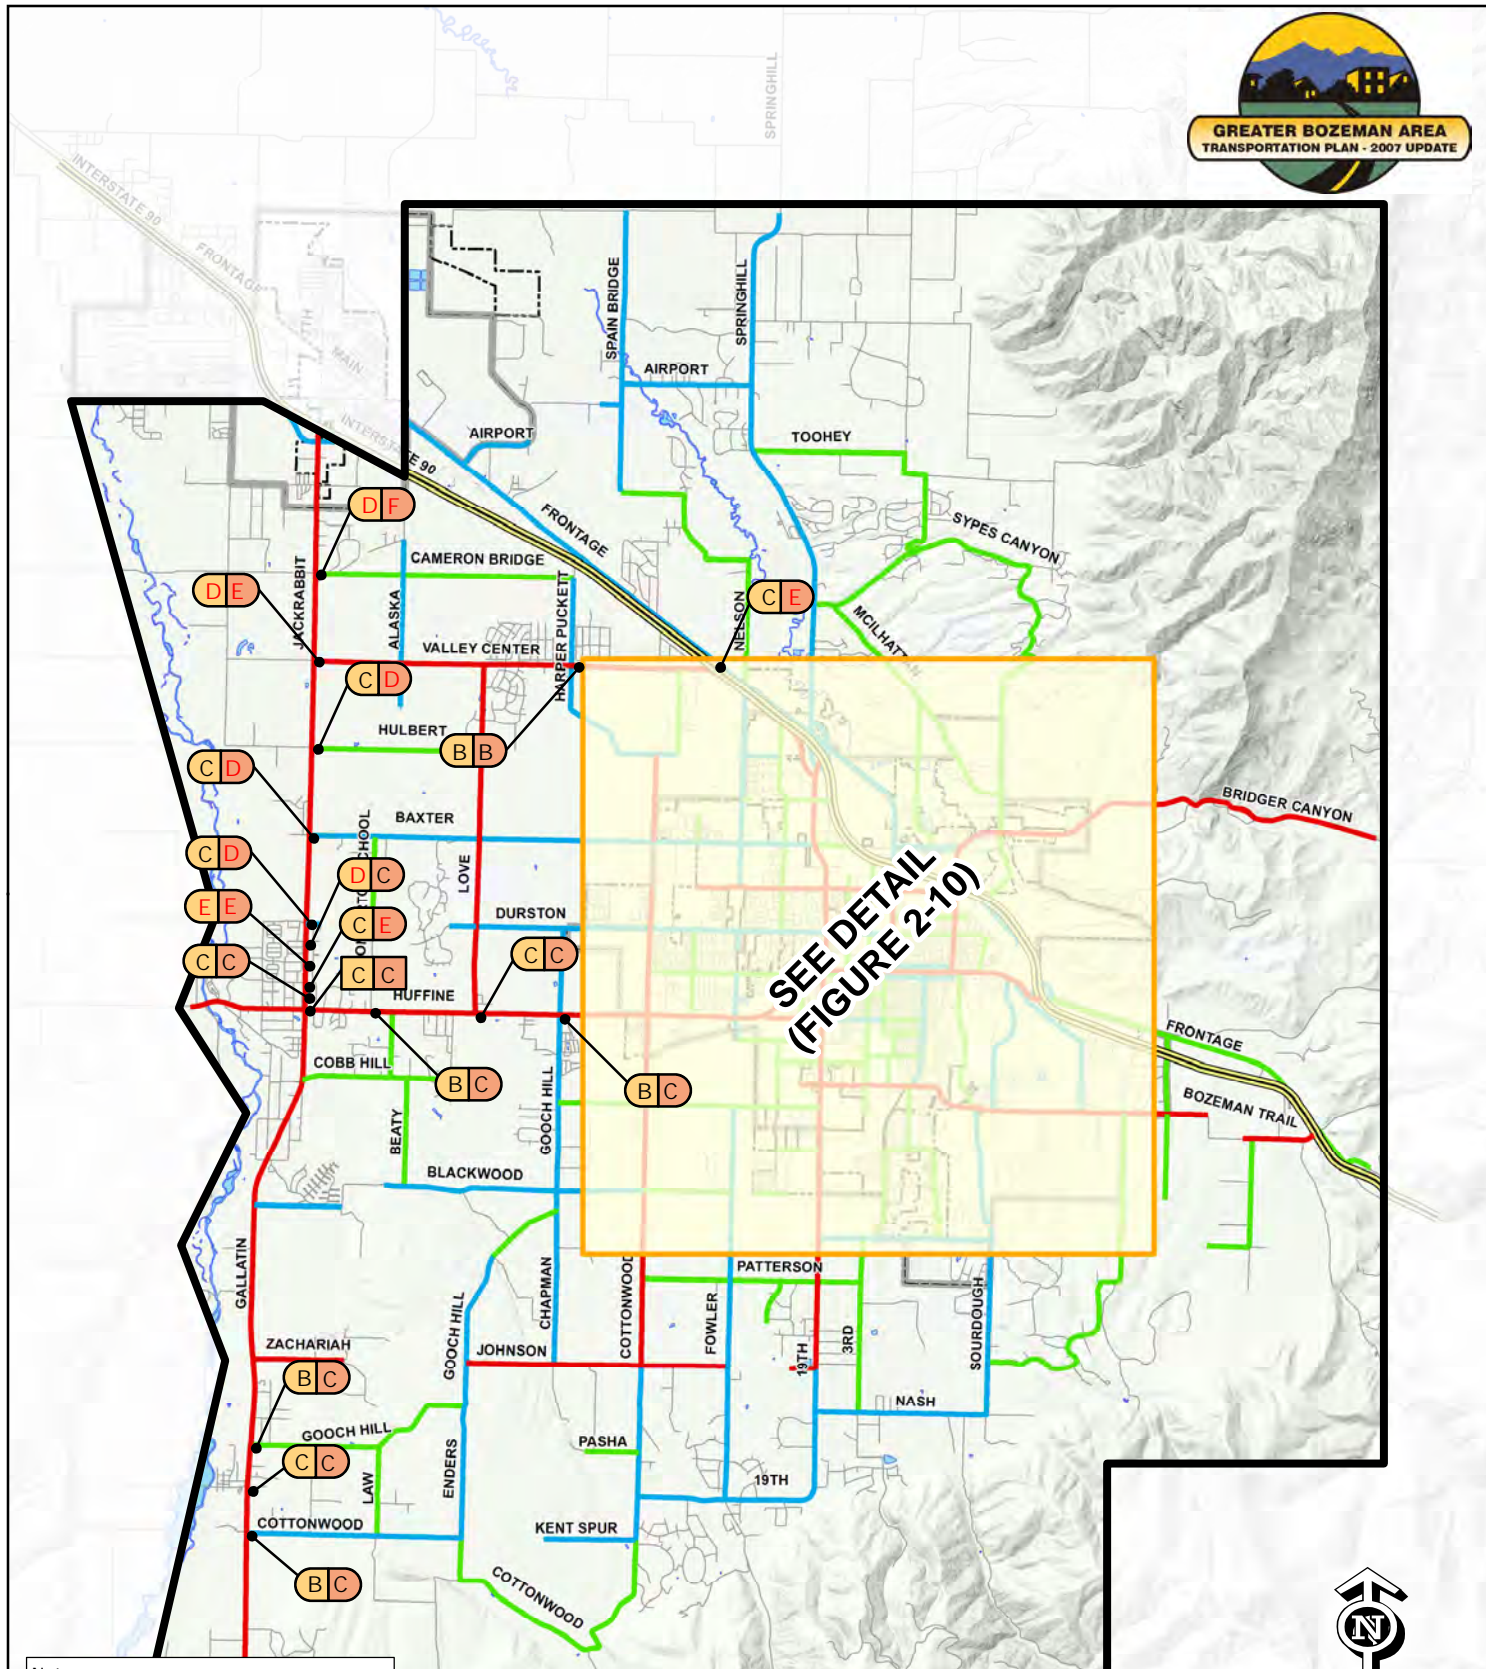 GREATER BOZEMAN AREA
TRANSPORTATION PLAN - 2007 UPDATE
SPRINGHILL
INTERSTATE 90
FRONTAGE
7TH
MAIN
INTERSTATE 90
SPAIN BRIDGE
SPRINGHILL
AIRPORT
AIRPORT
TOOHEY
D F
FRONTAGE
SYPES CANYON
CAMERON BRIDGE
JACKRABBIT
ALASKA
HARPER PUCKETT
NELSON
D E
C E
MCILHATTAN
VALLEY CENTER
C D
HULBERT
B B
C D
BRIDGER CANYON
BAXTER
C D
LOVE
D C
SEE DETAIL
(FIGURE 2-10)
E E
C E
DURSTON
C C
C C
C C
HUFFINE
FRONTAGE
COBB HILL
B C
B C
BOZEMAN TRAIL
GOOCH HILL
BEATY
BLACKWOOD
GALLATIN
CHAPMAN
COTTONWOOD
PATTERSON
GOOCH HILL
FOWLER
19TH
3RD
SOURDOUGH
ZACHARIAH
JOHNSON
B C
NASH
GOOCH HILL
PASHA
C C
LAW
ENDERS
19TH
COTTONWOOD
KENT SPUR
B C
COTTONWOOD
N